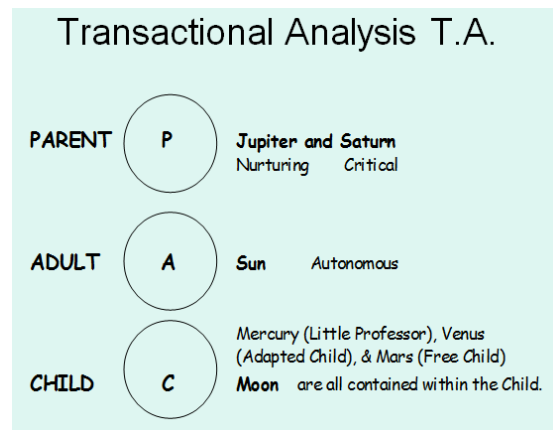 Transactional Analysis T.A.
PARENT P Jupiter and Saturn
Nurturing Critical
ADULT A Sun Autonomous
Mercury (Little Professor), Venus
(Adapted Child), & Mars (Free Child)
CHILD C Moon are all contained within the Child.